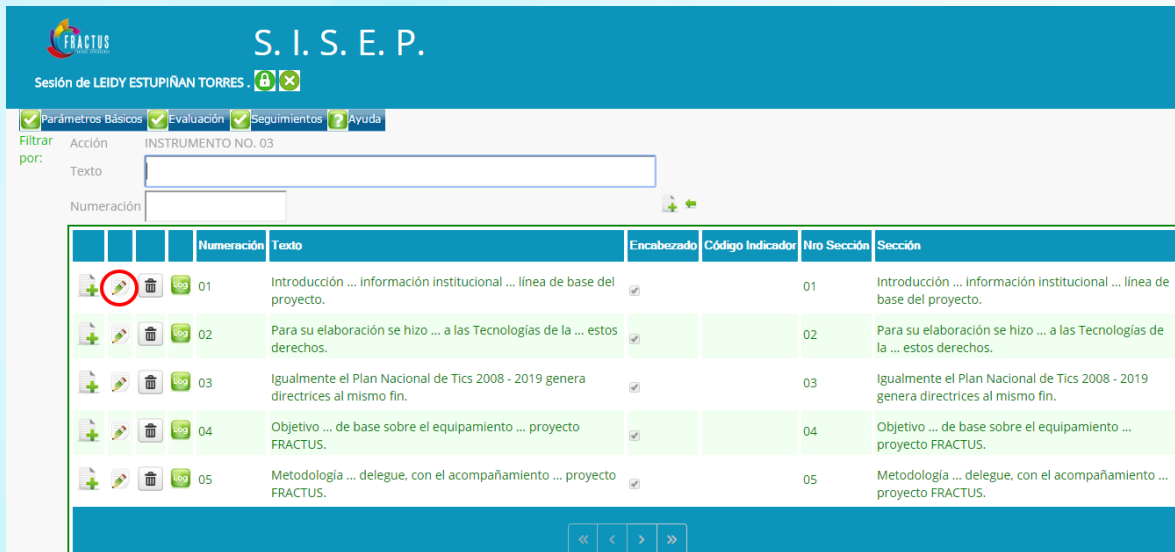 FRACTUS
S. I. S. E. P.
Sesión de LEIDY ESTUPIÑAN TORRES .
Parámetros Básicos Evaluación Seguimientos Ayuda
Filtrar por:
Acción INSTRUMENTO NO. 03
Texto
Numeración
Numeración Texto Encabezado Código Indicador Nro Sección Sección
Log 01 Introducción ... información institucional ... línea de base del 01 Introducción ... información institucional ... línea de
proyecto. base del proyecto.
Log 02 Para su elaboración se hizo ... a las Tecnologías de la ... estos 02 Para su elaboración se hizo ... a las Tecnologías de
derechos. la ... estos derechos.
Log 03 Igualmente el Plan Nacional de Tics 2008 - 2019 genera 03 Igualmente el Plan Nacional de Tics 2008 - 2019
directrices al mismo fin. genera directrices al mismo fin.
Log 04 Objetivo ... de base sobre el equipamiento ... proyecto 04 Objetivo ... de base sobre el equipamiento ...
FRACTUS. proyecto FRACTUS.
Log 05 Metodología ... delegue, con el acompañamiento ... proyecto 05 Metodología ... delegue, con el acompañamiento ...
FRACTUS. proyecto FRACTUS.
« < > »